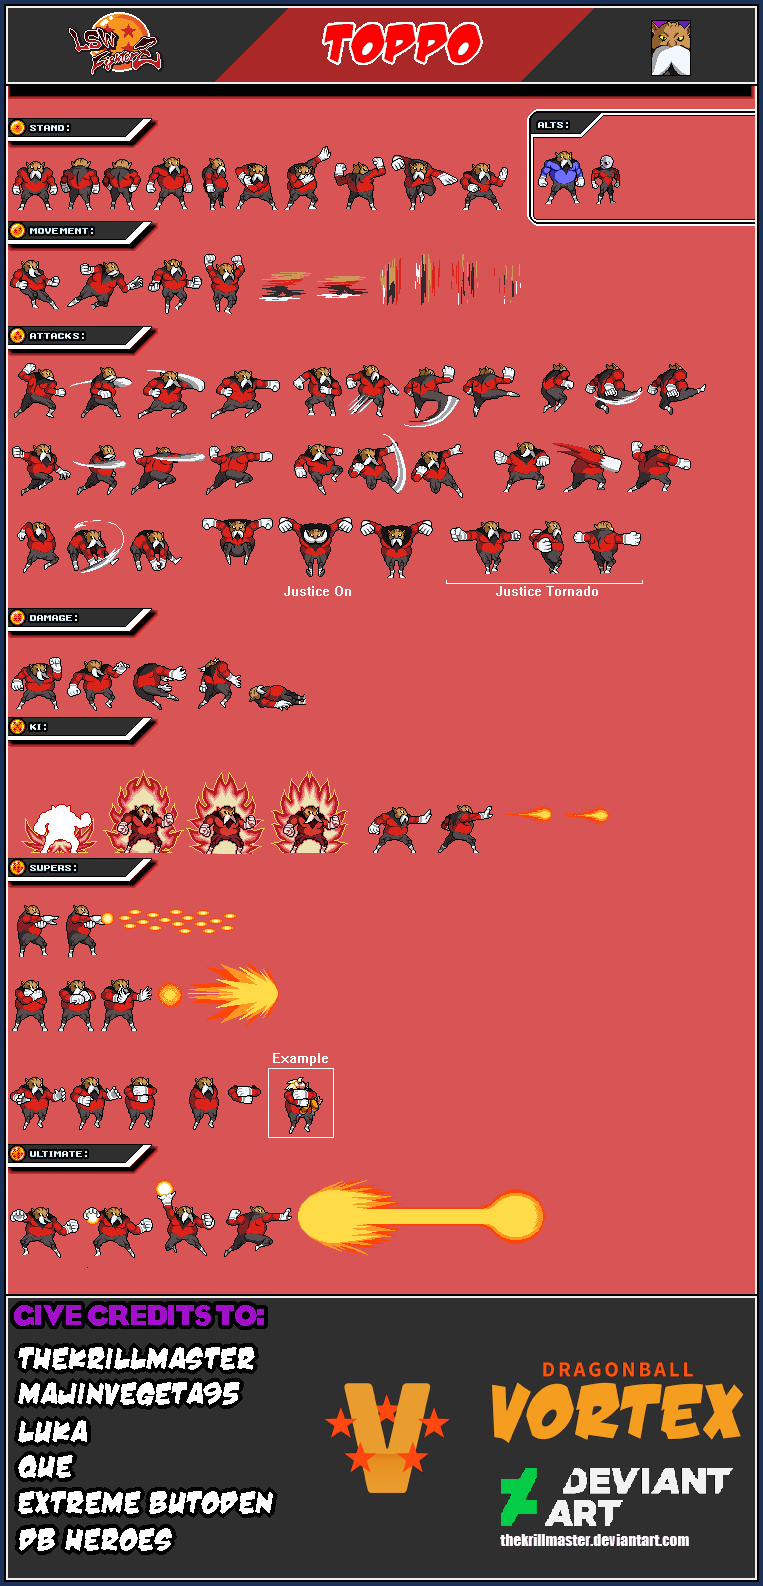 LSW
FighterZ
TOPPO
STAND:
ALTS:
MOVEMENT:
ATTACKS:
Justice On
Justice Tornado
DAMAGE:
KI:
SUPERS:
Example
ULTIMATE:
GIVE CREDITS TO:
THEKRILLMASTER
MAJINVEGETA95
LUKA
QUE
EXTREME BUTODEN
DB HEROES
V
DRAGONBALL
VORTEX
DEVIANT
ART
thekrillmaster.deviantart.com